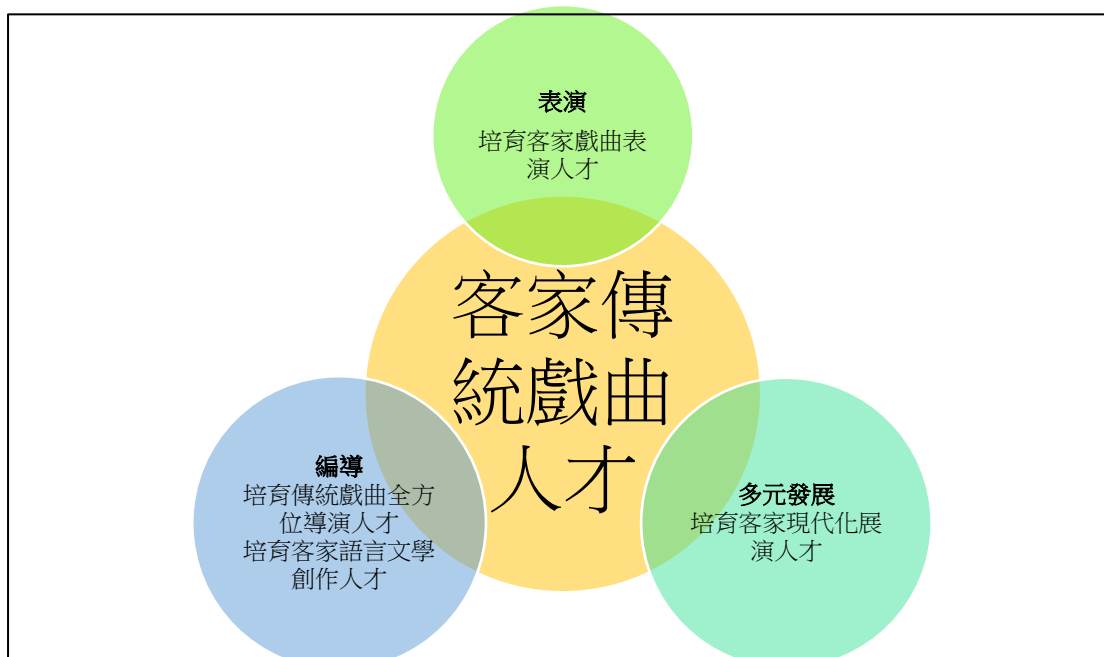 表演
培育客家戲曲表
演人才
客家傳
統戲曲
人才
編導
培育傳統戲曲全方
位導演人才
培育客家語言文學
創作人才
多元發展
培育客家現代化展
演人才